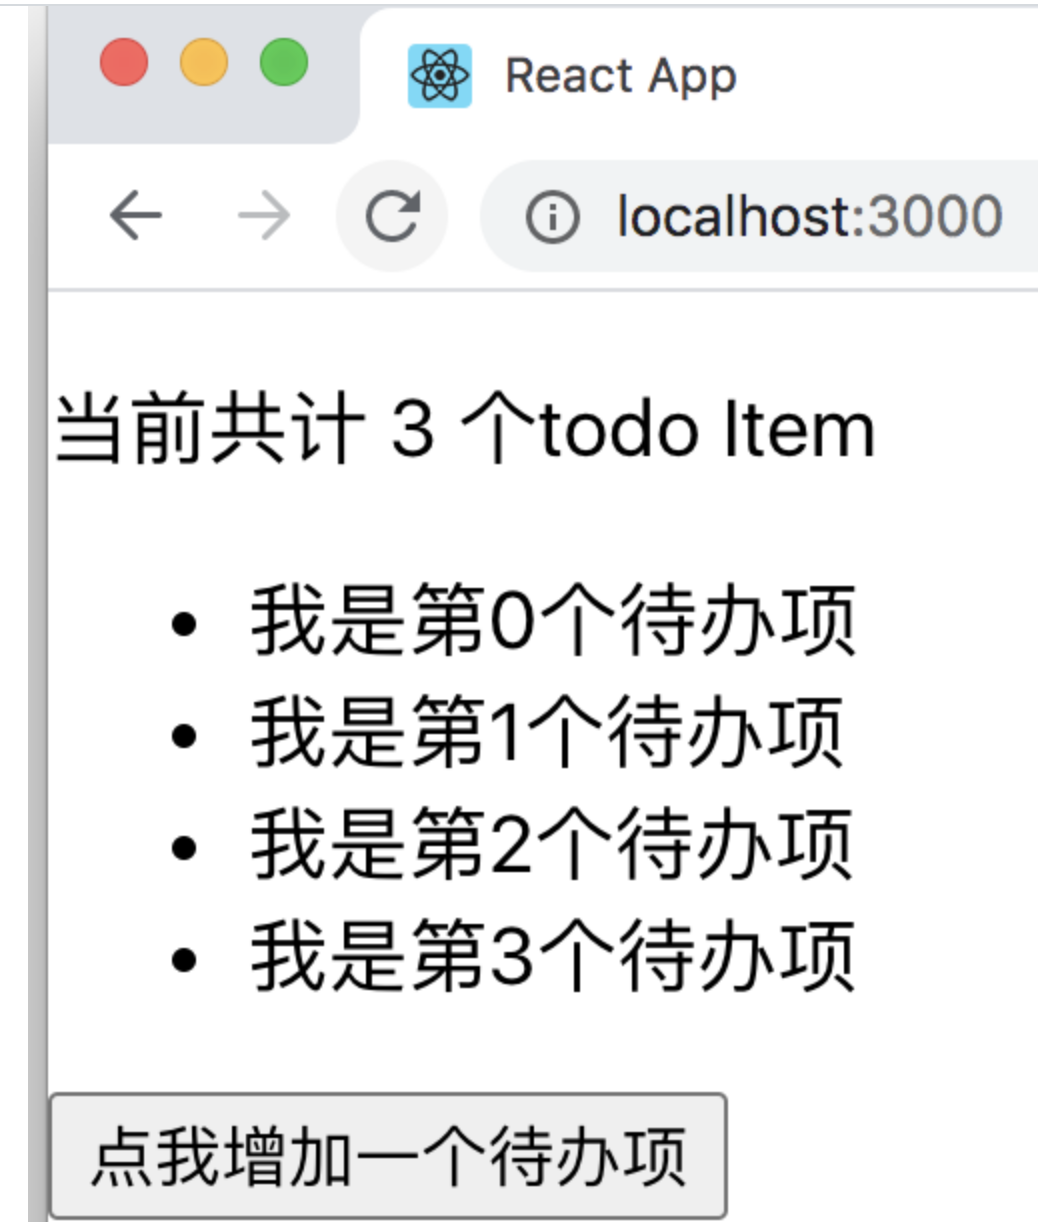 React App
localhost:3000
当前共计 3 个todo Item
我是第0个待办项
我是第1个待办项
我是第2个待办项
我是第3个待办项
点我增加一个待办项